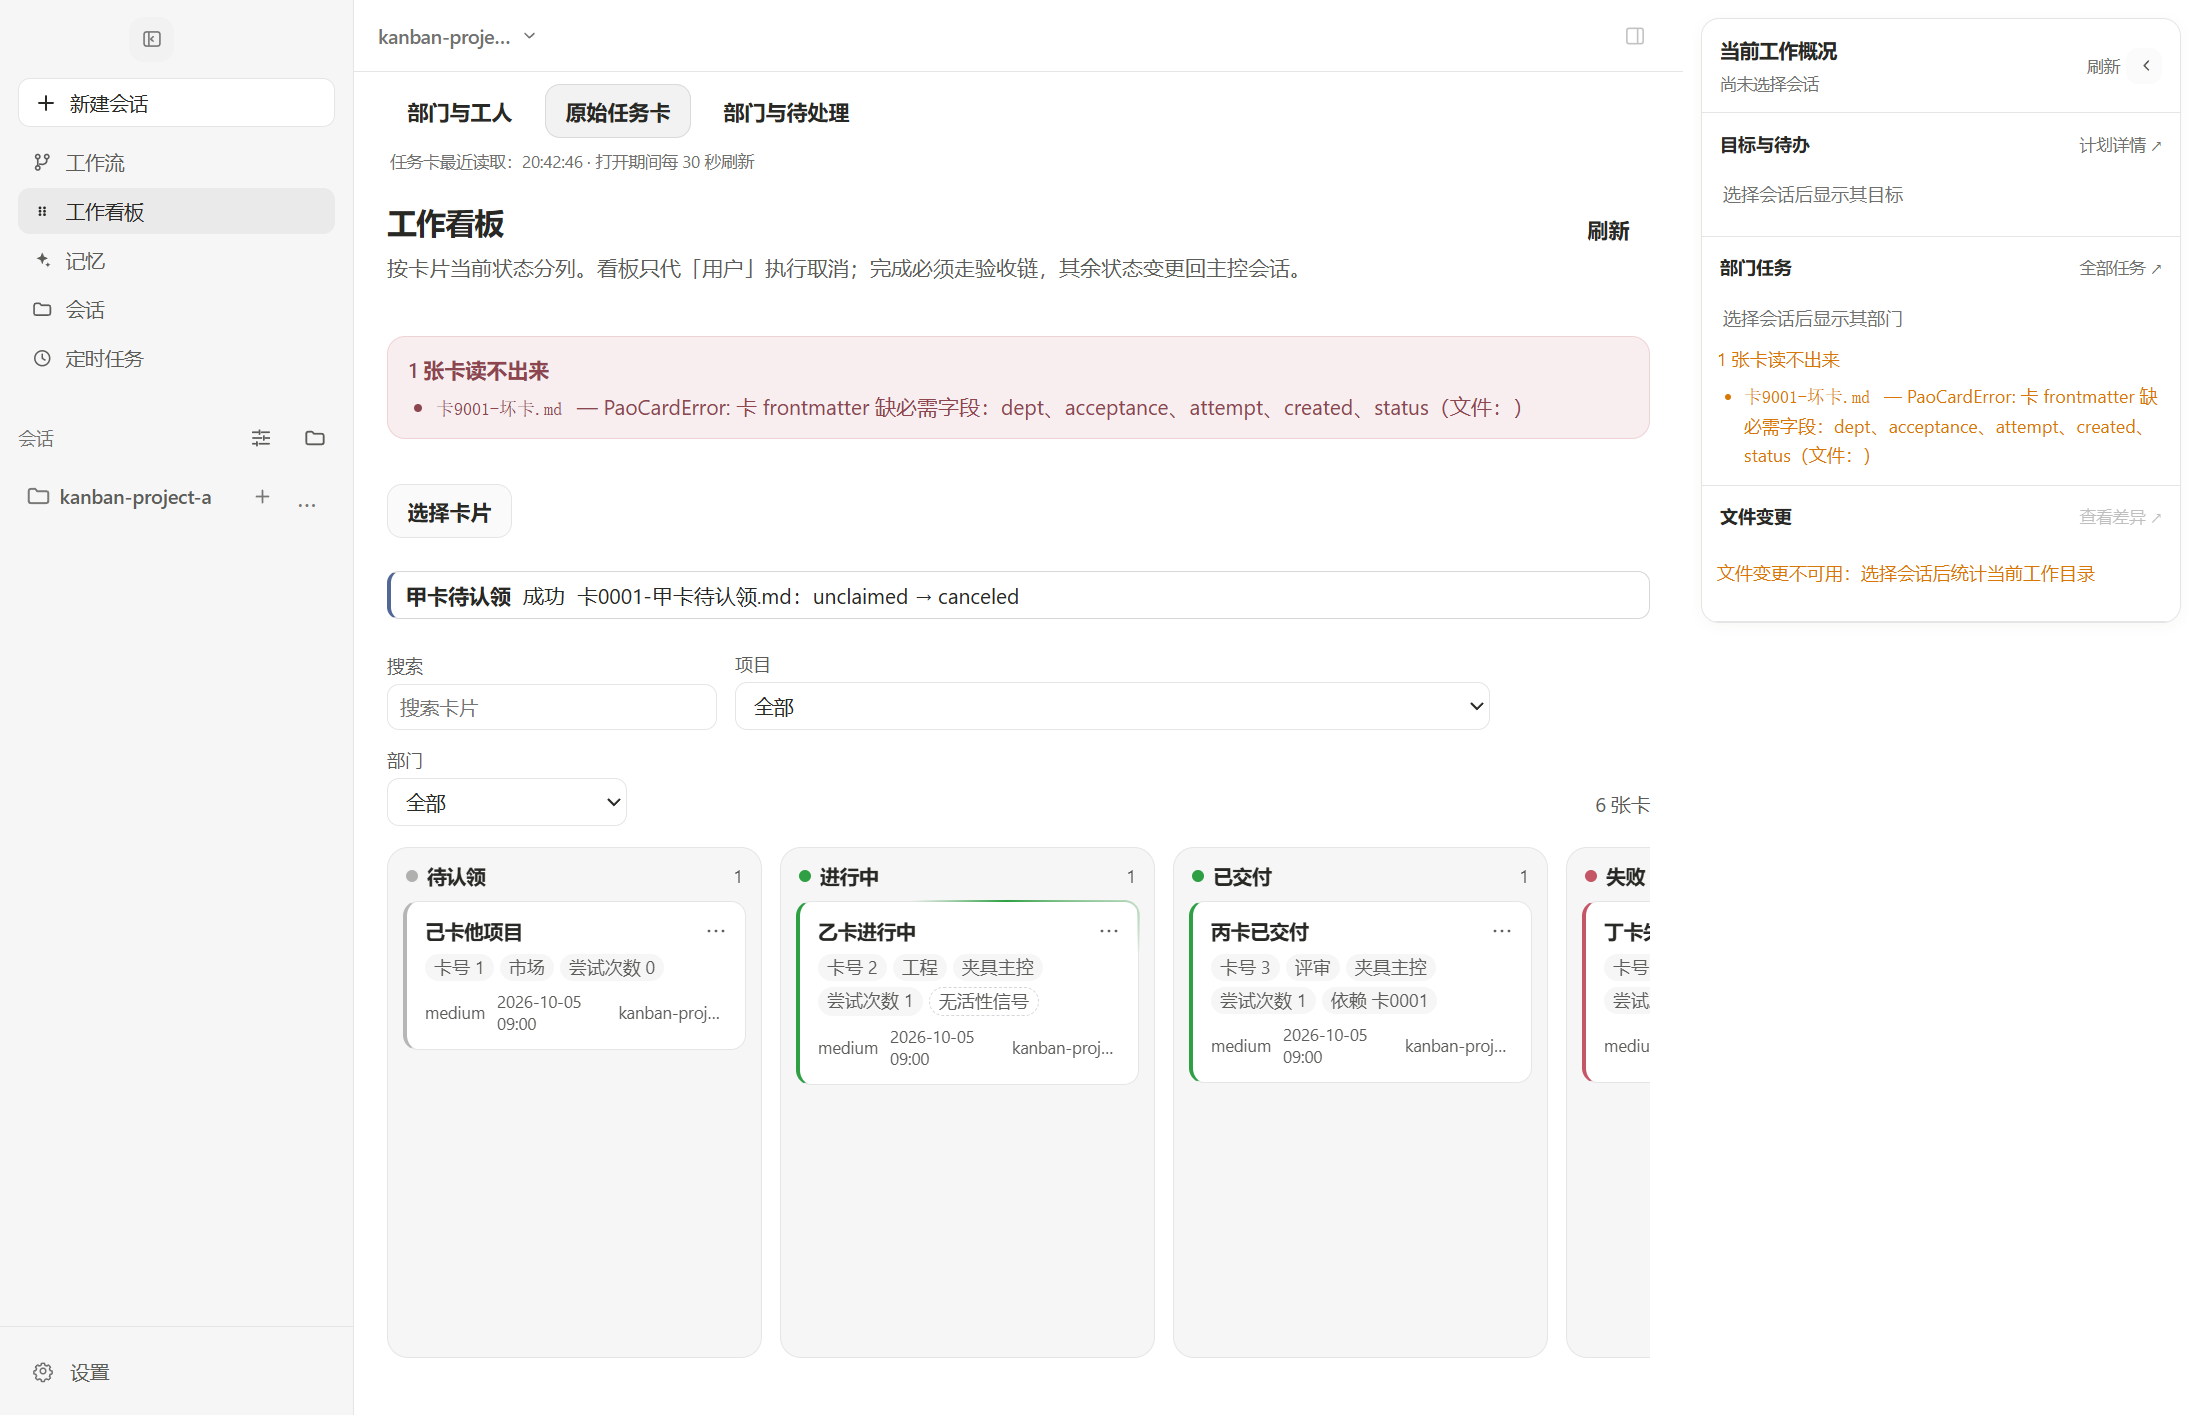 新建会话
工作流
工作看板
记忆
会话
定时任务
会话
kanban-project-a
设置
kanban-proje...
部门与工人
原始任务卡
部门与待处理
任务卡最近读取：20:42:46 · 打开期间每 30 秒刷新
工作看板
刷新
按卡片当前状态分列。看板只代「用户」执行取消；完成必须走验收链，其余状态变更回主控会话。
1 张卡读不出来
卡9001-坏卡.md — PaoCardError: 卡 frontmatter 缺必需字段：dept、acceptance、attempt、created、status（文件：）
选择卡片
甲卡待认领 成功 卡0001-甲卡待认领.md：unclaimed → canceled
搜索
搜索卡片
项目
全部
部门
全部
6 张卡
待认领 1
己卡他项目
卡号 1 市场 尝试次数 0
medium 2026-10-05 09:00 kanban-proj...
进行中 1
乙卡进行中
卡号 2 工程 夹具主控
尝试次数 1 无活性信号
medium 2026-10-05 09:00 kanban-proj...
已交付 1
丙卡已交付
卡号 3 评审 夹具主控
尝试次数 1 依赖 卡0001
medium 2026-10-05 09:00 kanban-proj...
失败
丁卡
卡号
尝试
mediu
当前工作概况
尚未选择会话
刷新
目标与待办
计划详情 ↗
选择会话后显示其目标
部门任务
全部任务 ↗
选择会话后显示其部门
1 张卡读不出来
卡9001-坏卡.md — PaoCardError: 卡 frontmatter 缺
必需字段：dept、acceptance、attempt、created、
status（文件：）
文件变更
查看差异 ↗
文件变更不可用：选择会话后统计当前工作目录